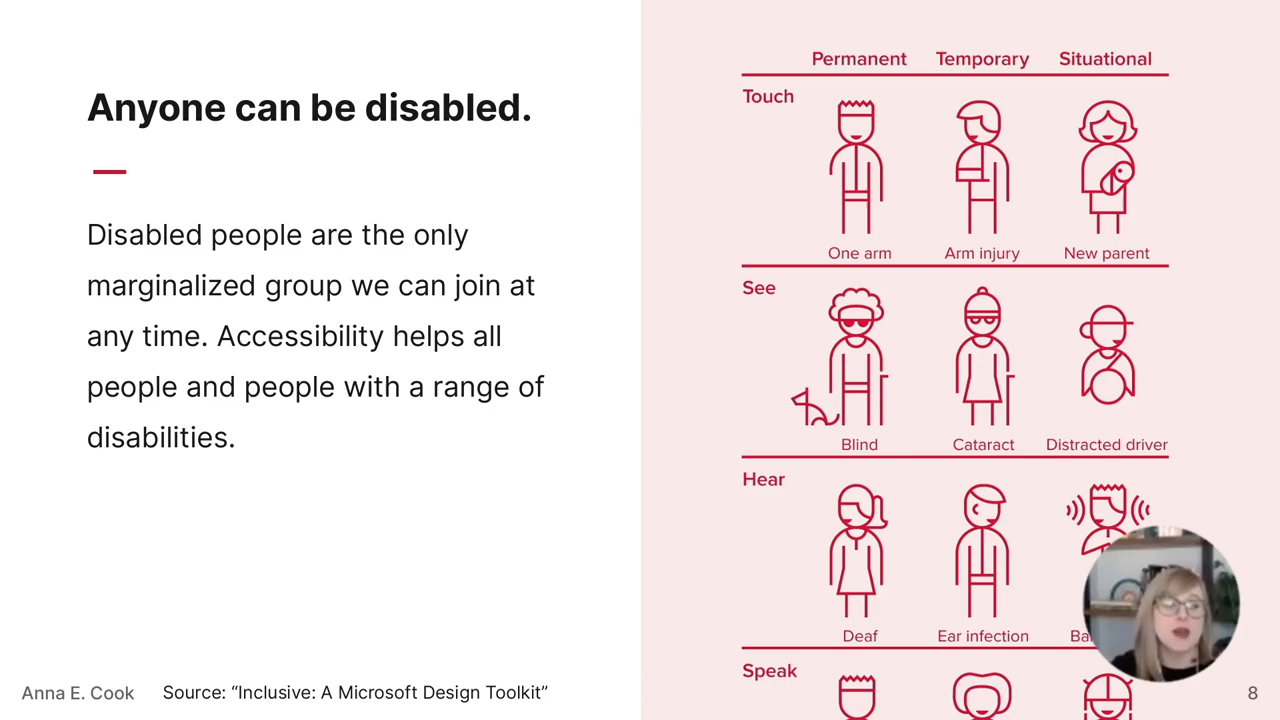 Anyone can be disabled.
Disabled people are the only
marginalized group we can join at
any time. Accessibility helps all
people and people with a range of
disabilities.
Permanent Temporary Situational
Touch
One arm Arm injury New parent
See
Blind Cataract Distracted driver
Hear
Deaf Ear infection
Speak
Anna E. Cook Source: “Inclusive: A Microsoft Design Toolkit”
8